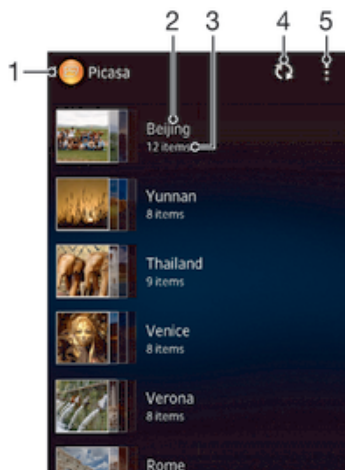 2 3 4 5
1 Picasa
Beijing
12 items
Yunnan
8 items
Thailand
9 items
Venice
8 items
Verona
8 items
Rome